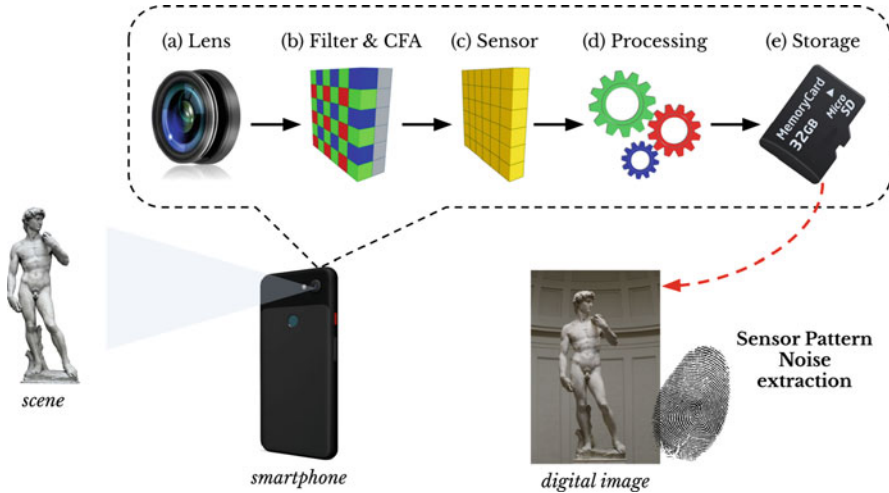 (a) Lens
(b) Filter & CFA
(c) Sensor
(d) Processing
(e) Storage
MemoryCard
32GB
Micro
SD
scene
smartphone
digital image
Sensor Pattern
Noise
extraction